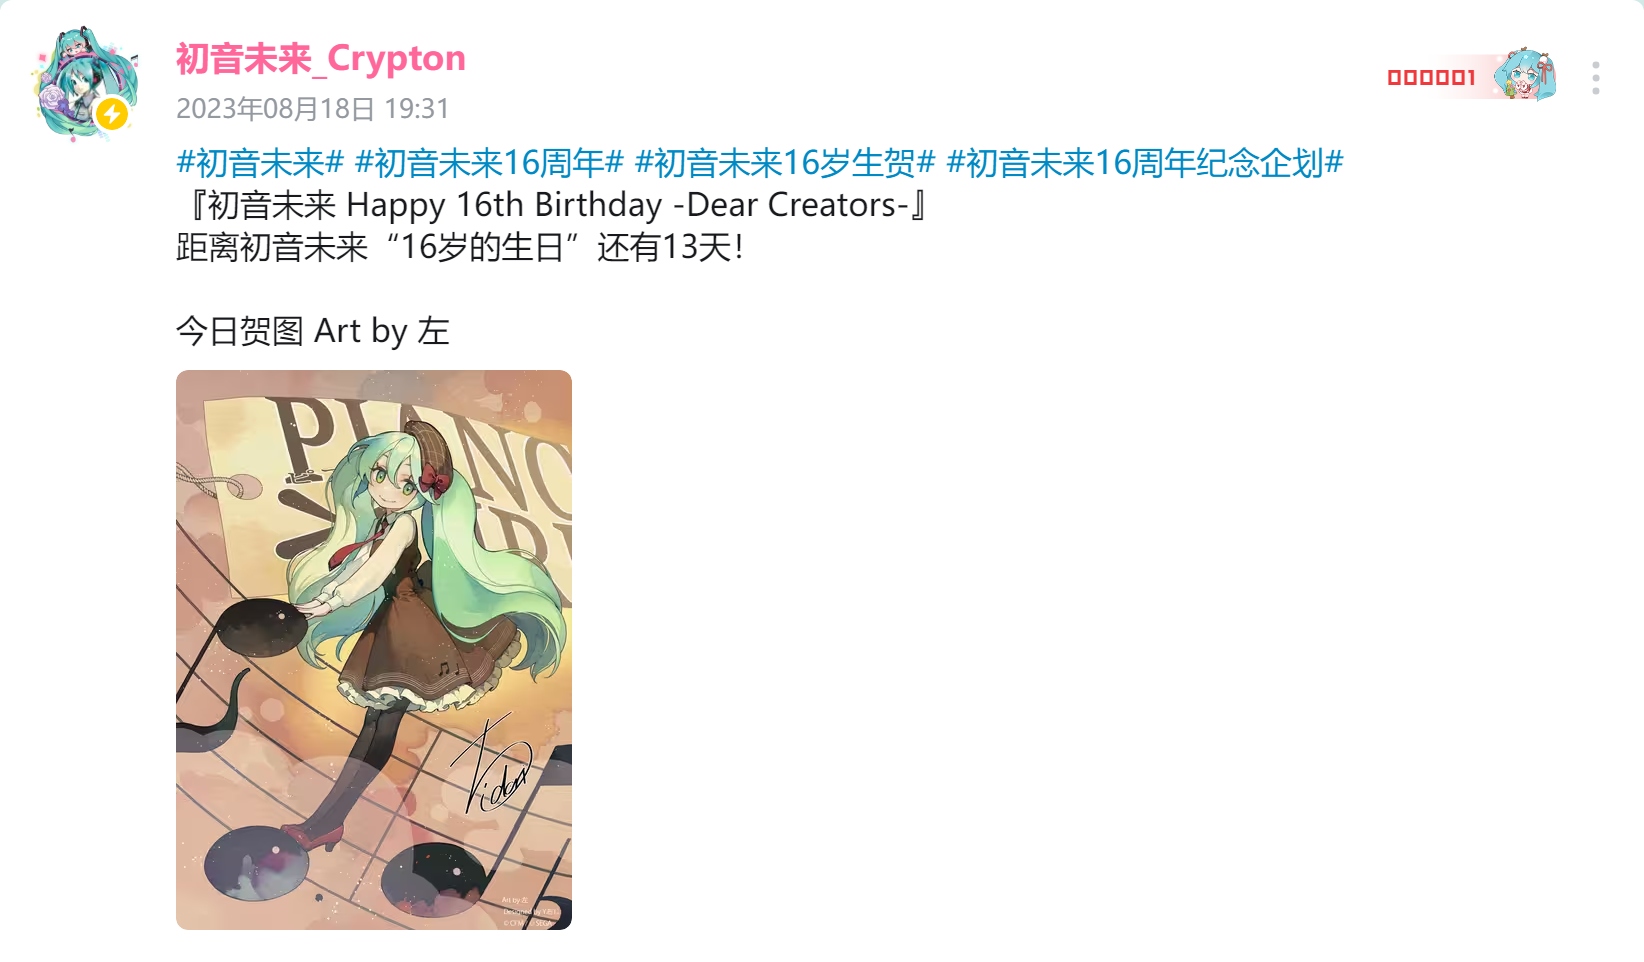 初音未来_Crypton
2023年08月18日 19:31
000001
#初音未来# #初音未来16周年# #初音未来16岁生贺# #初音未来16周年纪念企划#
『初音未来 Happy 16th Birthday -Dear Creators-』
距离初音未来“16岁的生日”还有13天！
今日贺图 Art by 左
PIANO
Art by 左
Designed by